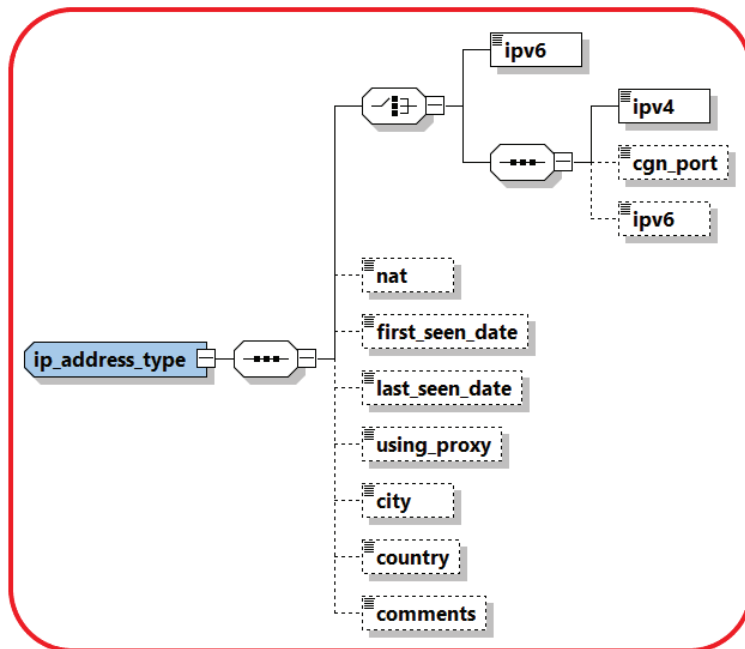 ipv6
ipv4
cgn_port
ipv6
nat
first_seen_date
ip_address_type
last_seen_date
using_proxy
city
country
comments